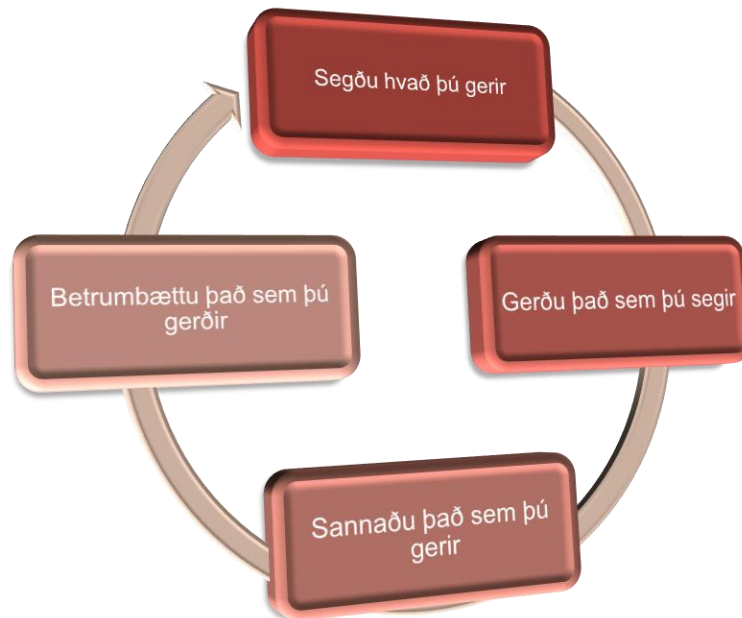 Segðu hvað þú gerir
Gerðu það sem þú segir
Sannaðu það sem þú
gerir
Betrumbættu það sem þú
gerðir